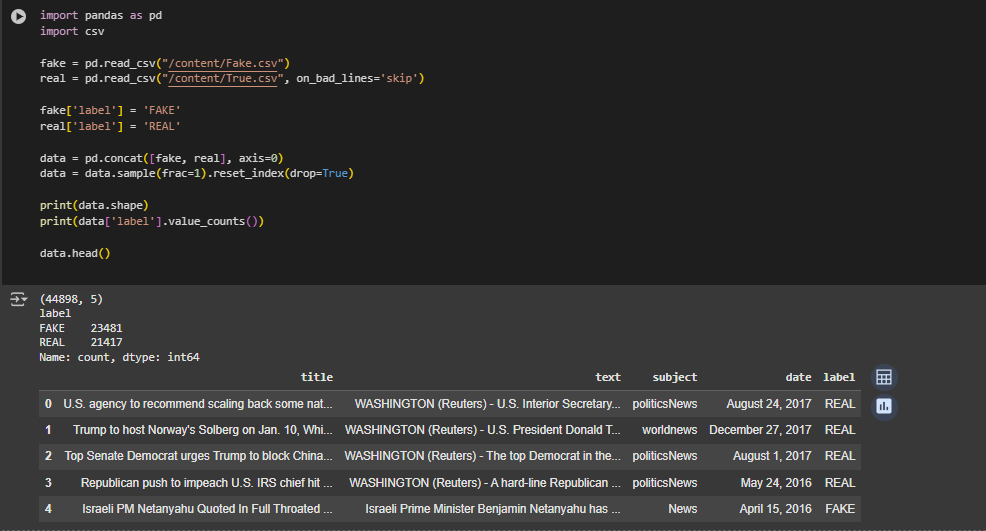 import pandas as pd
import csv
fake = pd.read_csv("/content/Fake.csv")
real = pd.read_csv("/content/True.csv", on_bad_lines='skip')
fake['label'] = 'FAKE'
real['label'] = 'REAL'
data = pd.concat([fake, real], axis=0)
data = data.sample(frac=1).reset_index(drop=True)
print(data.shape)
print(data['label'].value_counts())
data.head()
(44898, 5)
label
FAKE    23481
REAL    21417
Name: count, dtype: int64
title text subject date label
0 U.S. agency to recommend scaling back some nat... WASHINGTON (Reuters) - U.S. Interior Secretary... politicsNews August 24, 2017 REAL
1 Trump to host Norway's Solberg on Jan. 10, Whi... WASHINGTON (Reuters) - U.S. President Donald T... worldnews December 27, 2017 REAL
2 Top Senate Democrat urges Trump to block China... WASHINGTON (Reuters) - The top Democrat in the... politicsNews August 1, 2017 REAL
3 Republican push to impeach U.S. IRS chief hit ... WASHINGTON (Reuters) - A hard-line Republican ... politicsNews May 24, 2016 REAL
4 Israeli PM Netanyahu Quoted In Full Throated ... Israeli Prime Minister Benjamin Netanyahu has ... News April 15, 2016 FAKE